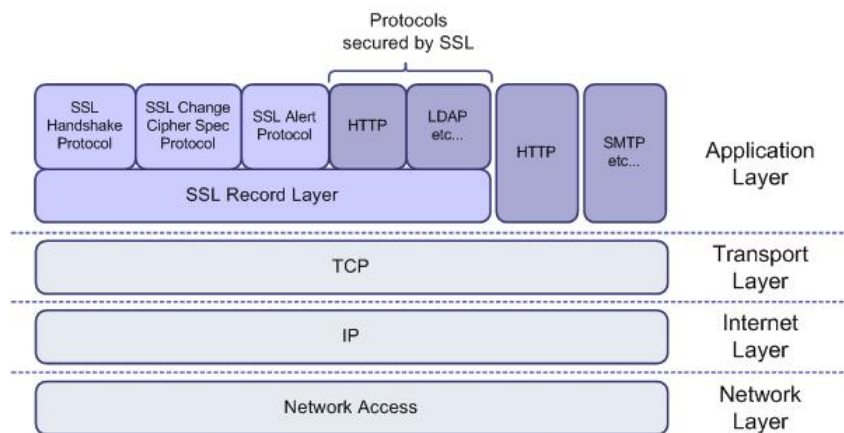 Protocols
secured by SSL
SSL
Handshake
Protocol
SSL Change
Cipher Spec
Protocol
SSL Alert
Protocol
HTTP
LDAP
etc...
HTTP
SMTP
etc...
Application
Layer
SSL Record Layer
TCP
Transport
Layer
IP
Internet
Layer
Network Access
Network
Layer